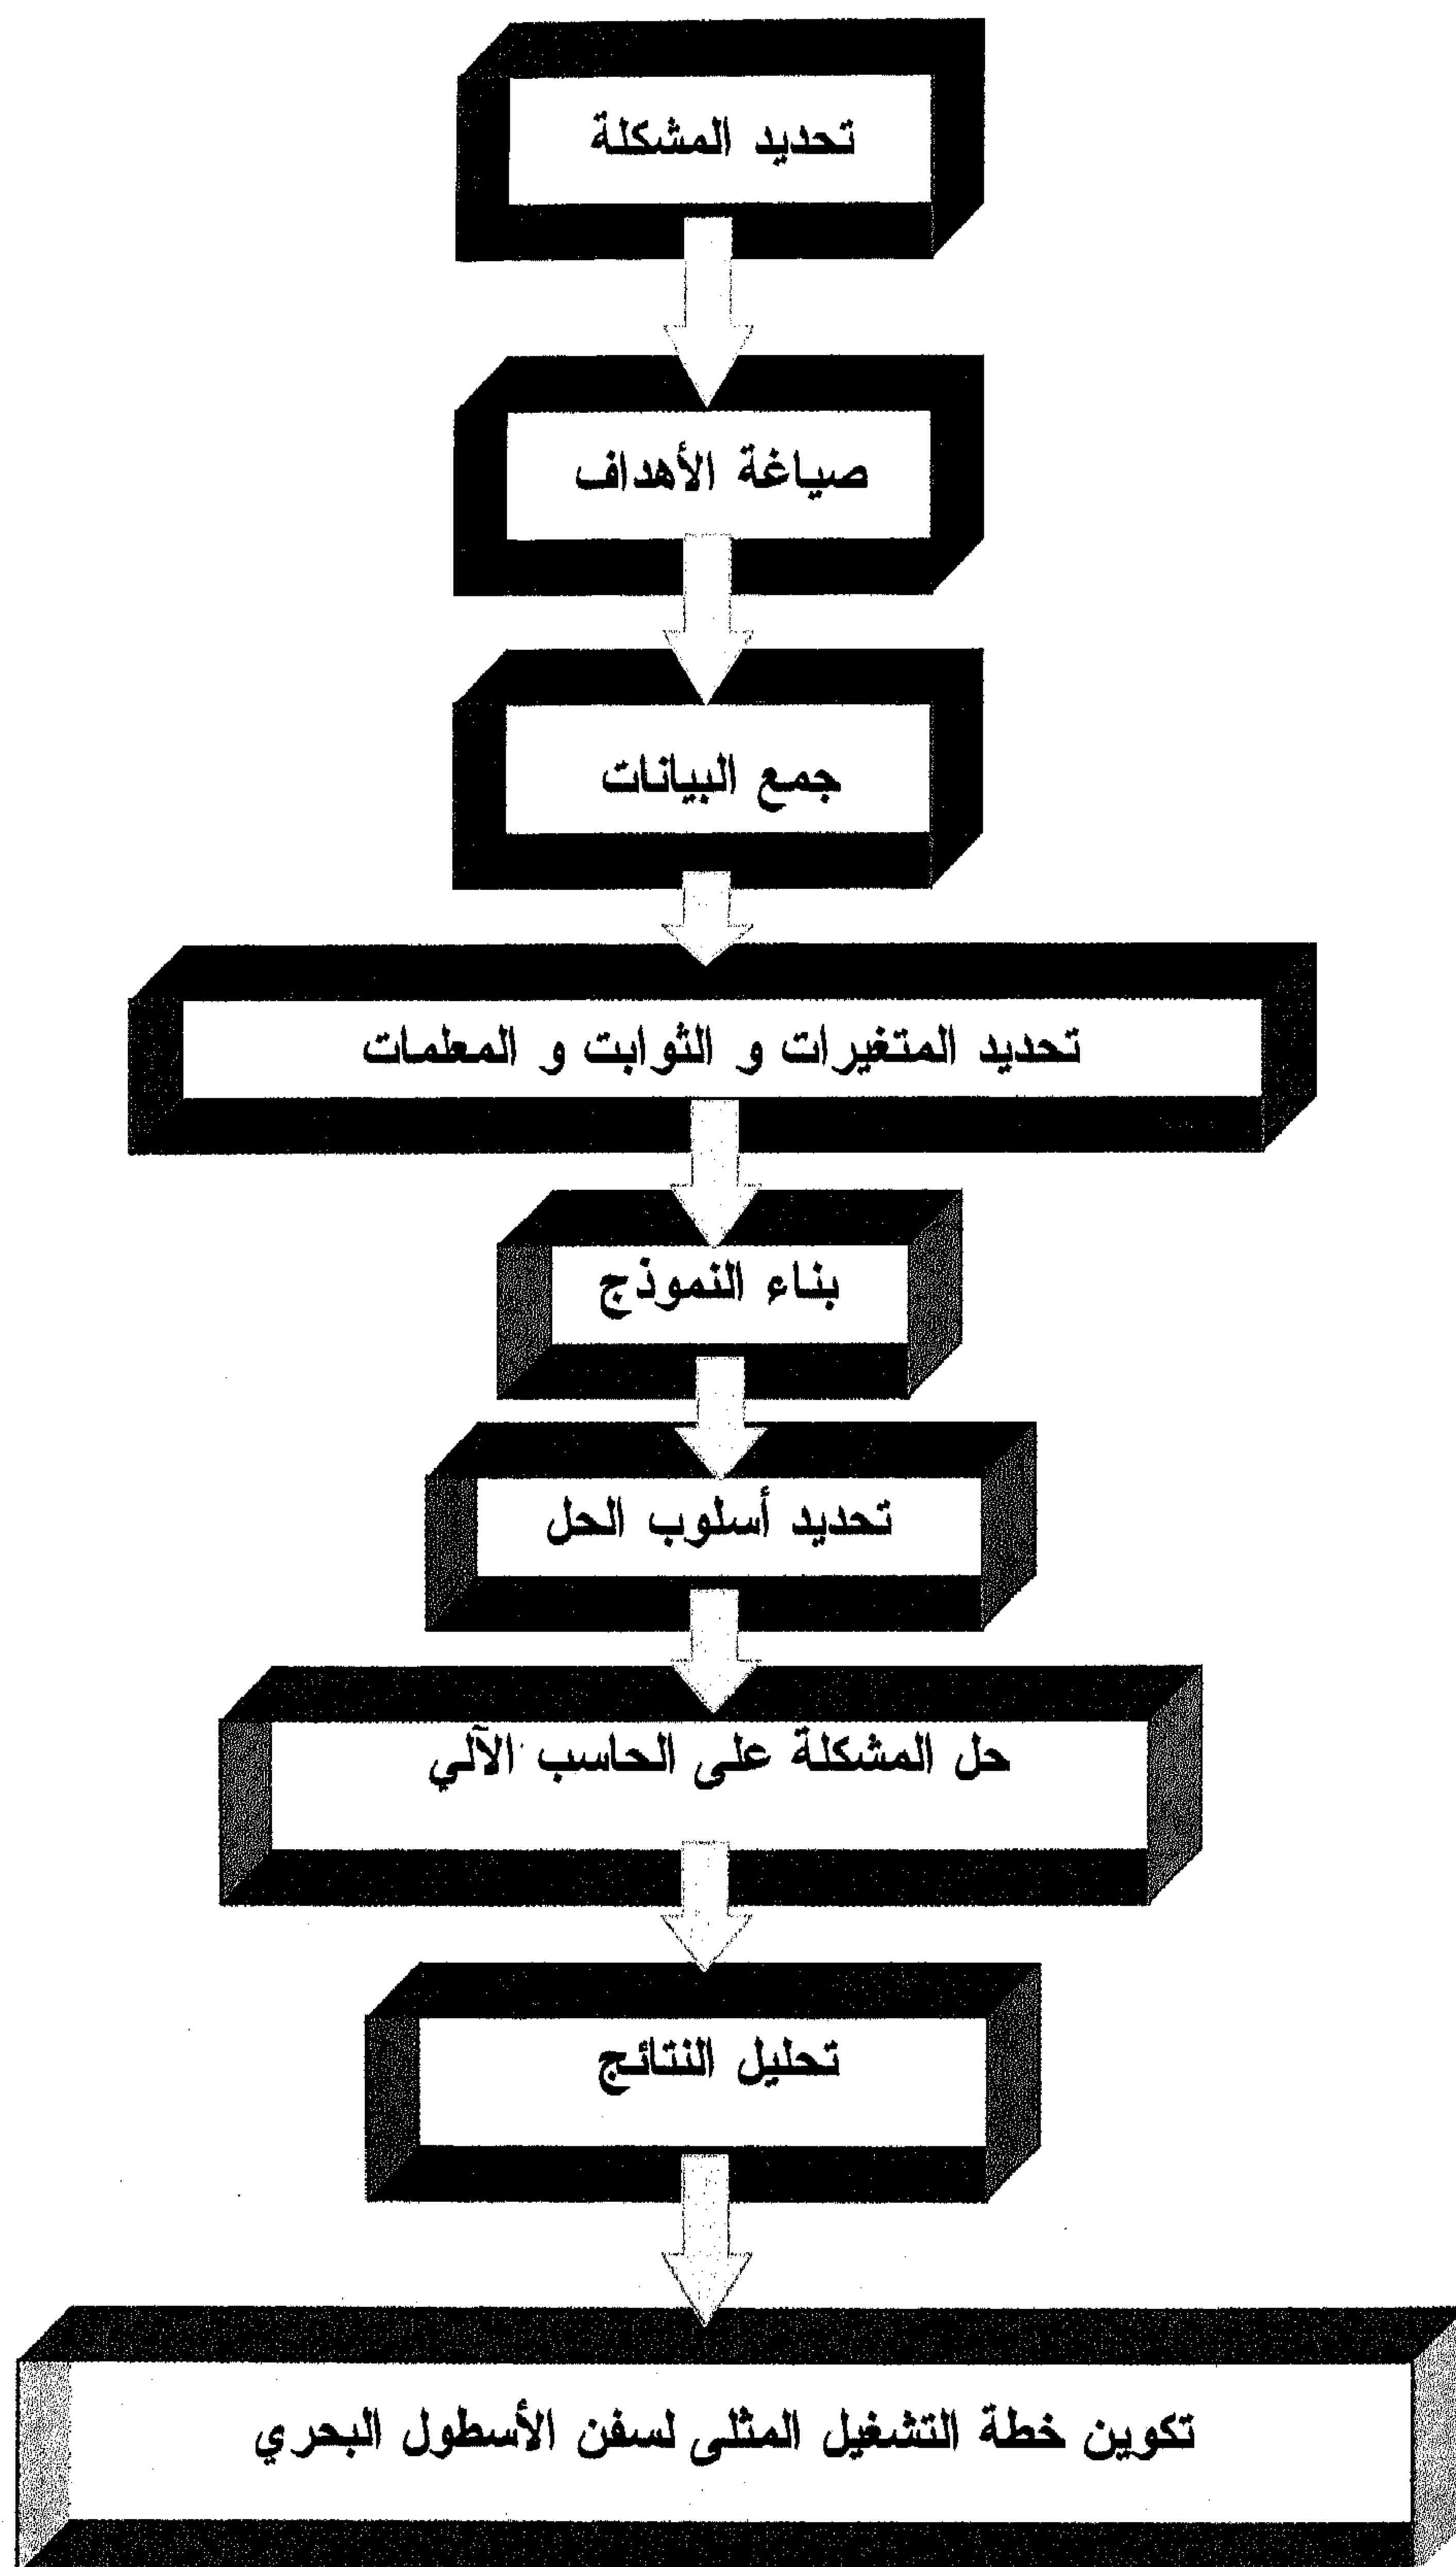 تحديد المشكلة
صياغة الأهداف
جمع البيانات
تحديد المتغيرات و الثوابت و المعلمات
بناء النموذج
تحديد أسلوب الحل
حل المشكلة على الحاسب الآلي
تحليل النتائج
تكوين خطة التشغيل المثلى لسفن الأسطول البحري